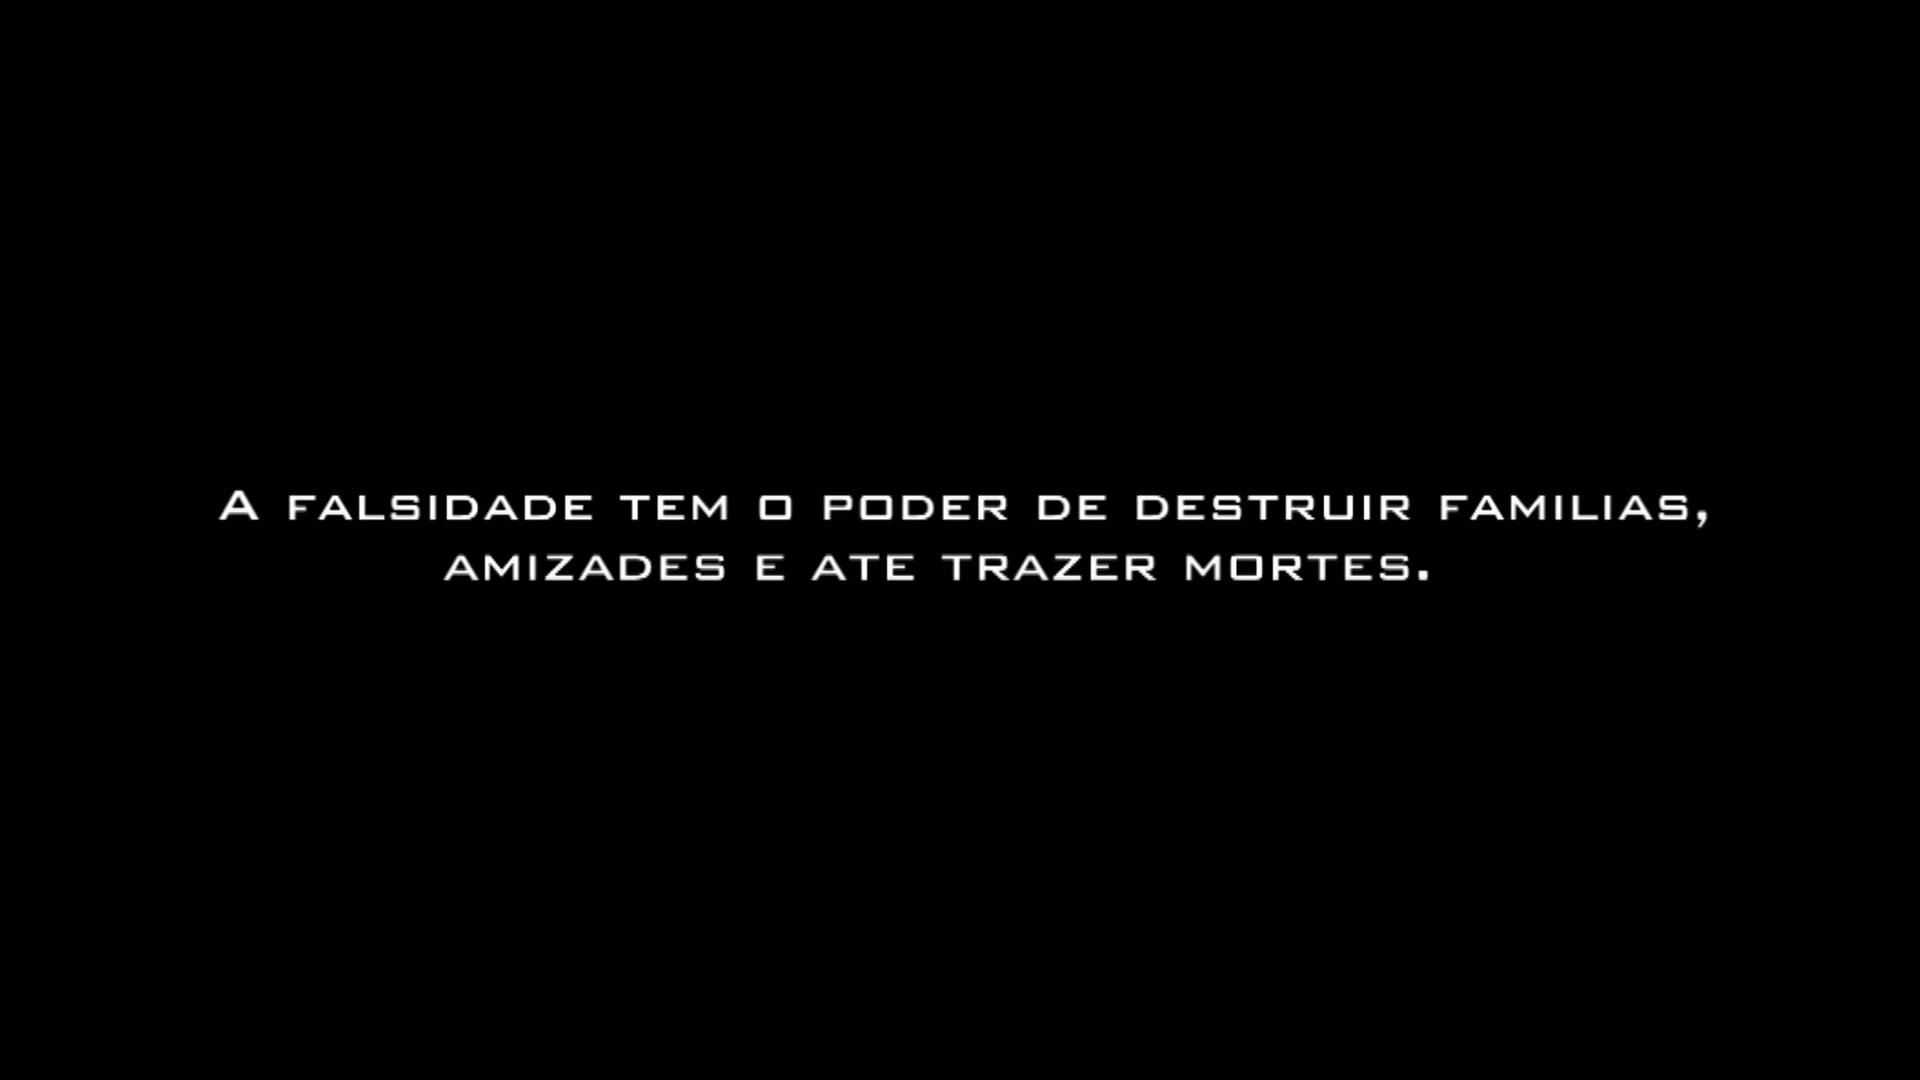 A FALSIDADE TEM O PODER DE DESTRUIR FAMILIAS,
AMIZADES E ATE TRAZER MORTES.